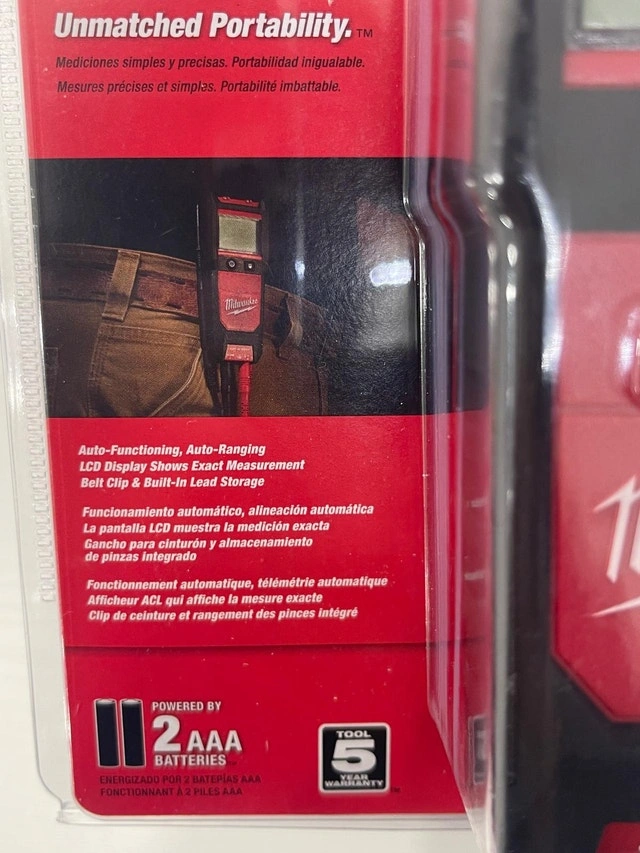 Unmatched Portability.™
Mediciones simples y precisas. Portabilidad inigualable.
Mesures précises et simples. Portabilité imbattable.
Milwaukee
Auto-Functioning, Auto-Ranging
LCD Display Shows Exact Measurement
Belt Clip & Built-In Lead Storage
Funcionamiento automático, alineación automática
La pantalla LCD muestra la medición exacta
Gancho para cinturón y almacenamiento
de pinzas integrado
Fonctionnement automatique, télémétrie automatique
Afficheur ACL qui affiche la mesure exacte
Clip de ceinture et rangement des pinces intégré
POWERED BY
2 AAA
BATTERIES
ENERGIZADO POR 2 BATERÍAS AAA
FONCTIONNANT À 2 PILES AAA
TOOL
5
YEAR
WARRANTY™